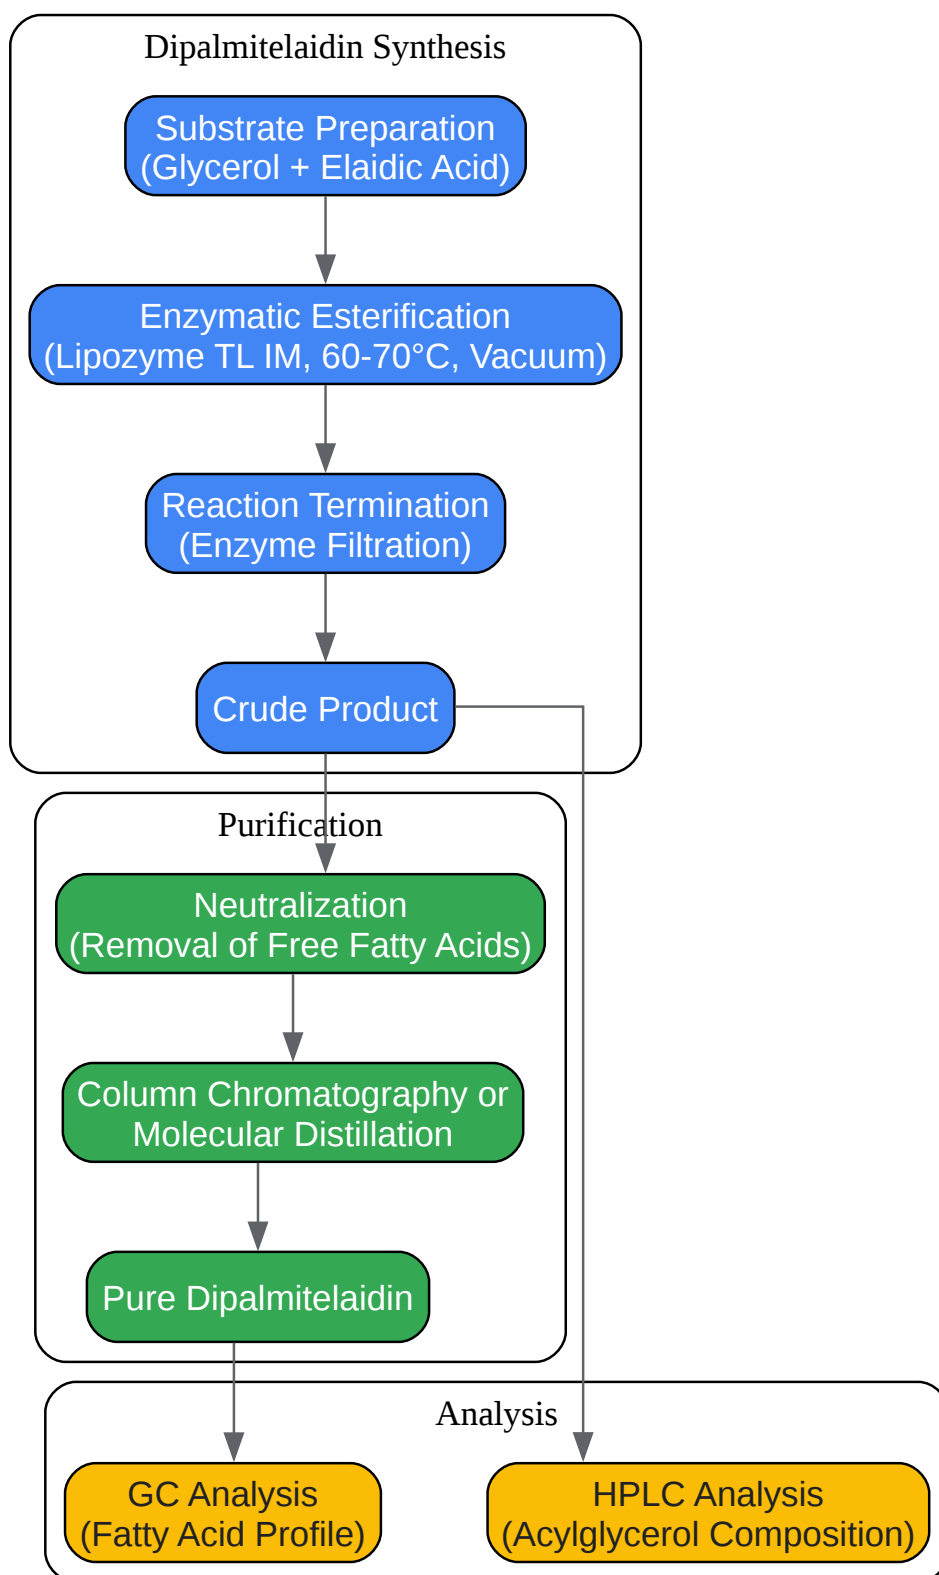 Dipalmitelaidin Synthesis
Substrate Preparation
(Glycerol + Elaidic Acid)
Enzymatic Esterification
(Lipozyme TL IM, 60-70°C, Vacuum)
Reaction Termination
(Enzyme Filtration)
Crude Product
Purification
Neutralization
(Removal of Free Fatty Acids)
Column Chromatography or
Molecular Distillation
Pure Dipalmitelaidin
Analysis
GC Analysis
(Fatty Acid Profile)
HPLC Analysis
(Acylglycerol Composition)